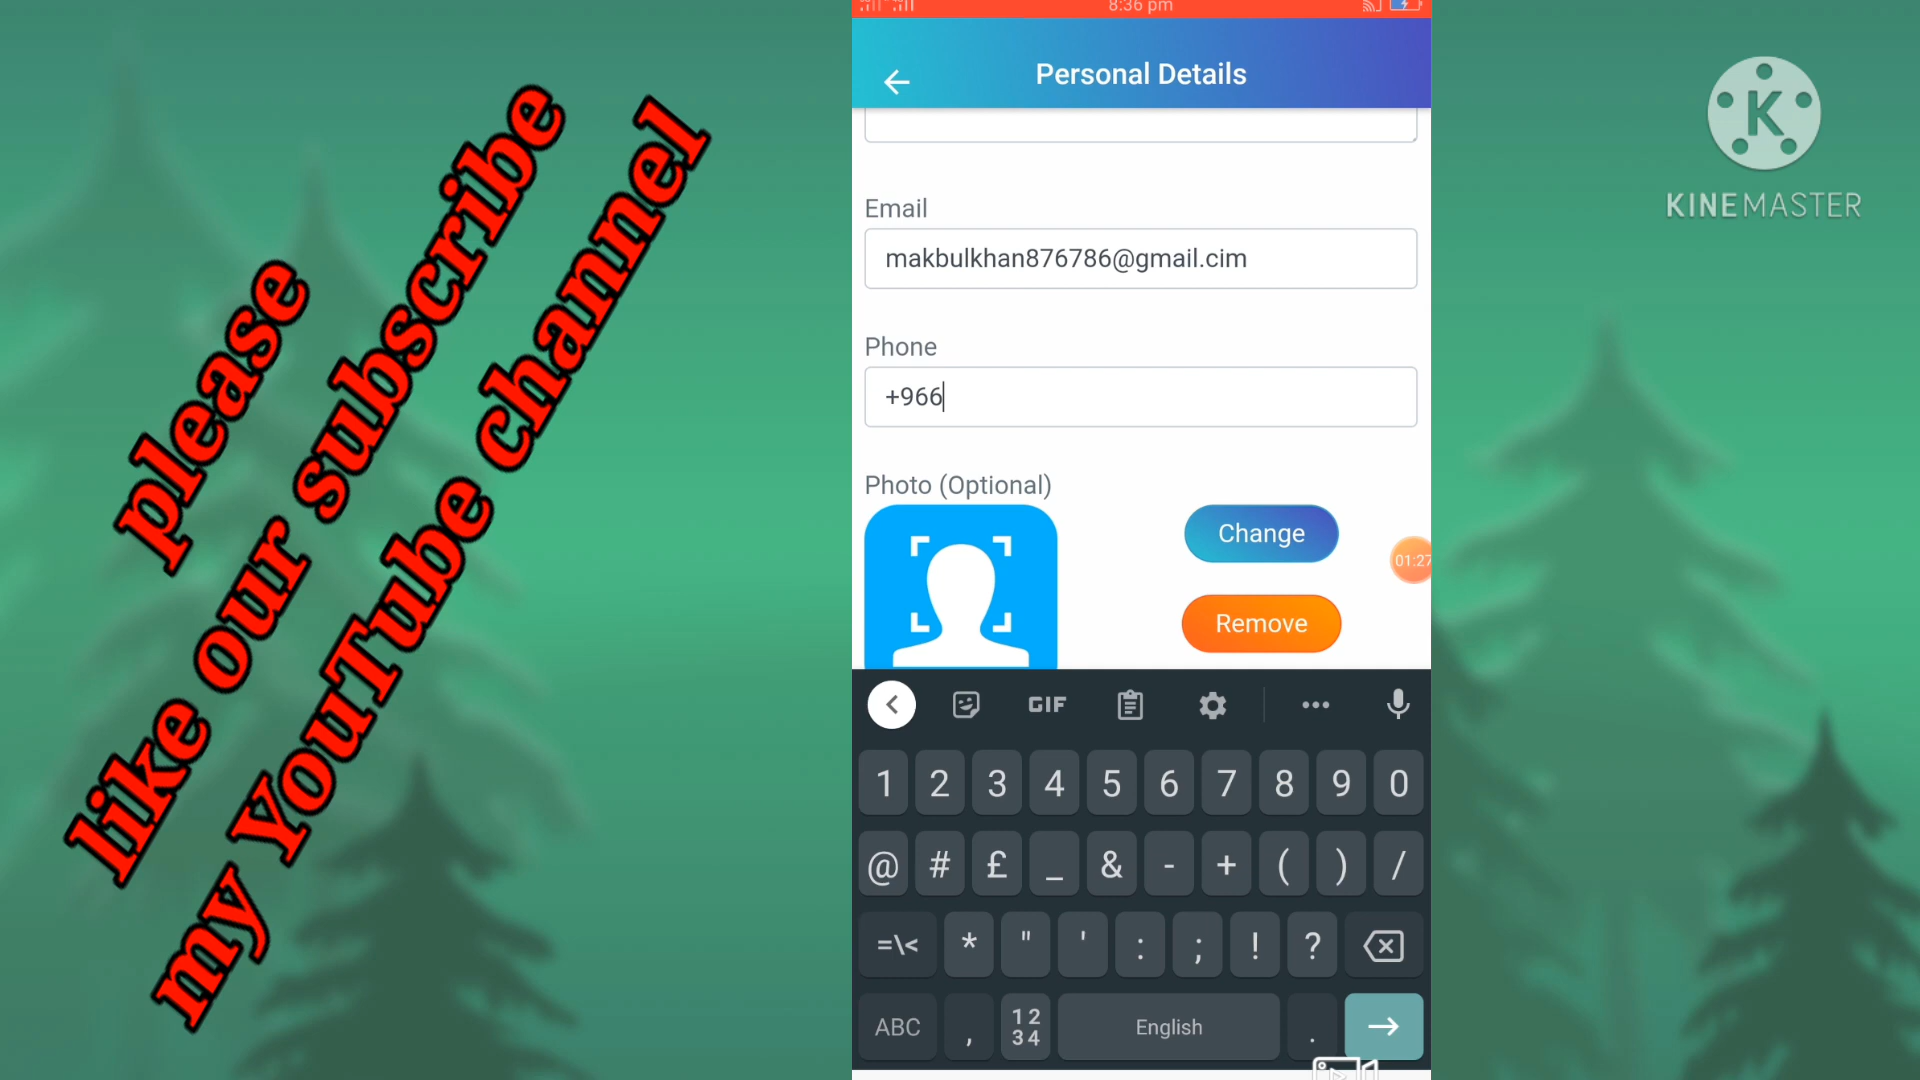 please
like our subscribe
my YouTube channel
8:36 pm
Personal Details
Email
makbulkhan876786@gmail.cim
Phone
+966
Photo (Optional)
Change
Remove
01:27
GIF
1 2 3 4 5 6 7 8 9 0
@ # £ _ & - + ( ) /
=\< * " ' : ; ! ?
ABC , 12 34 English .
K
KINEMASTER